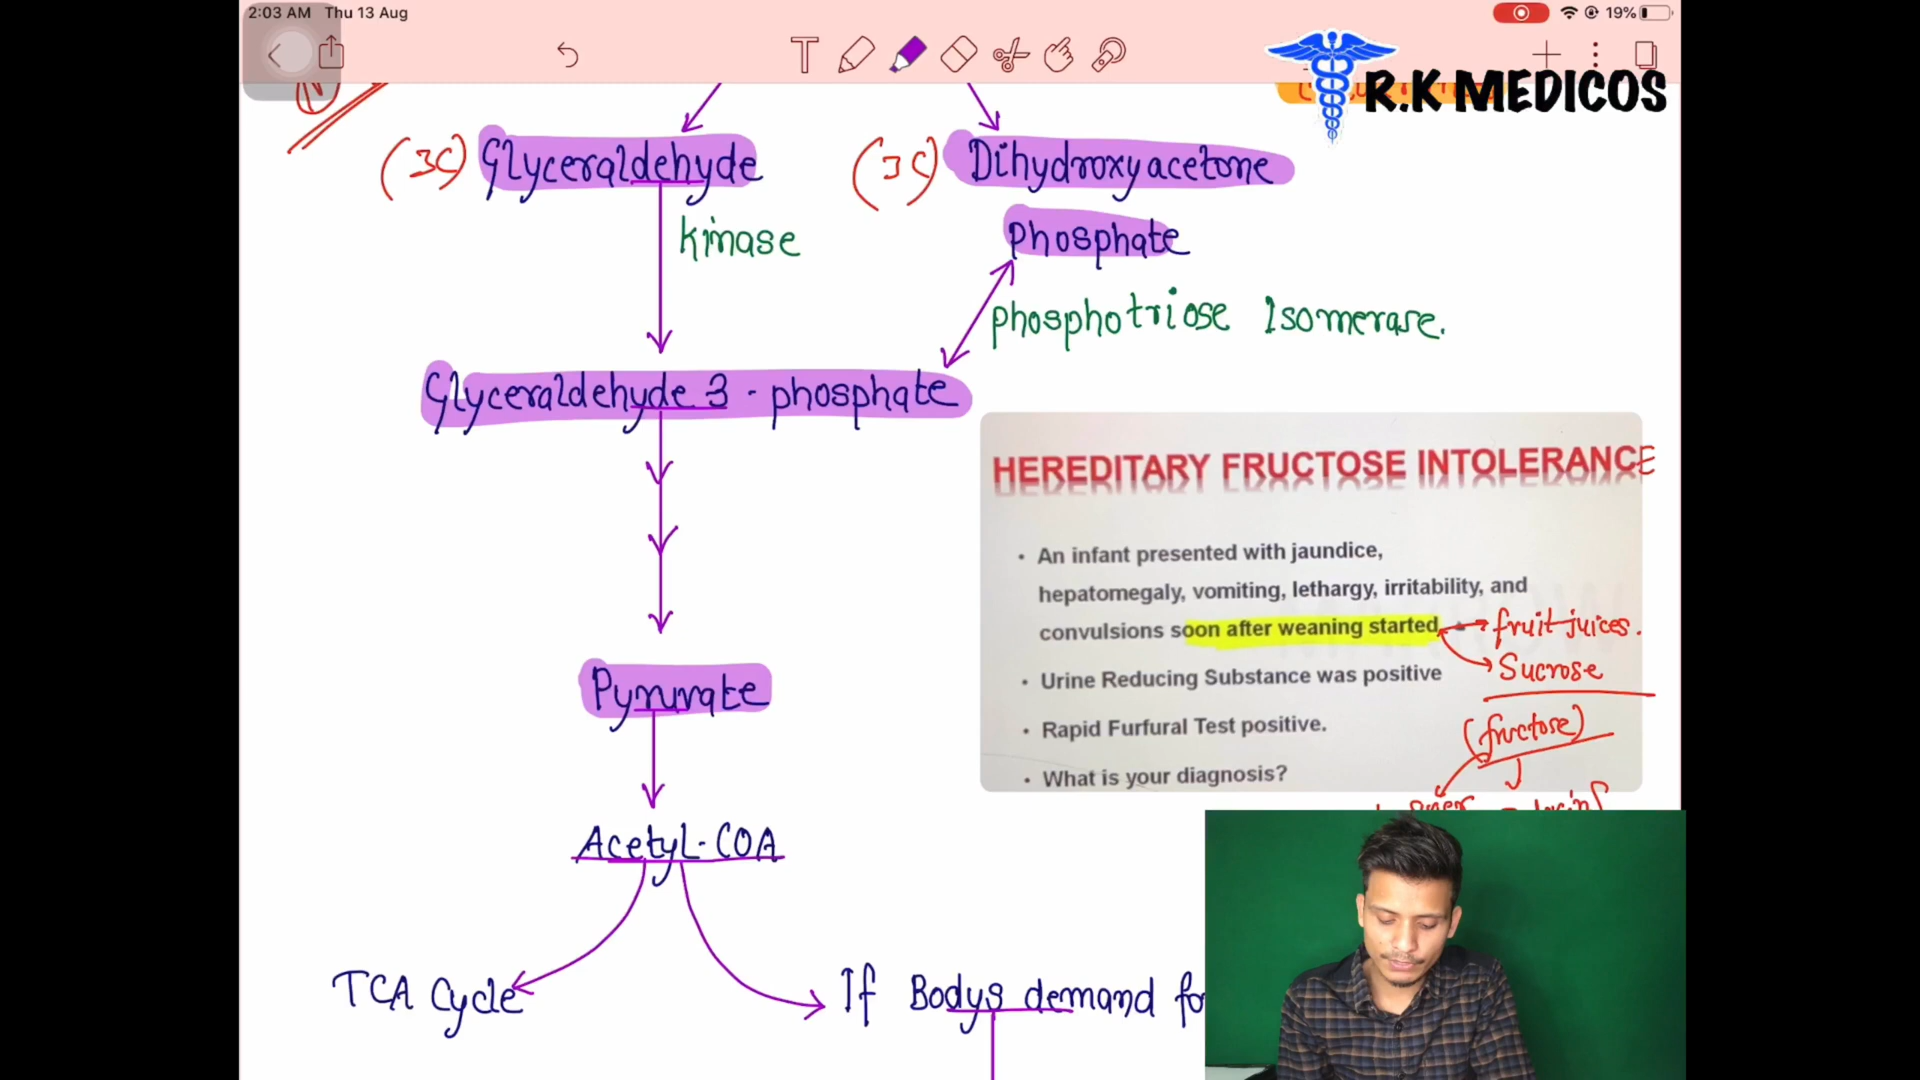 2:03 AM Thu 13 Aug
19%
R.K MEDICOS
N
(3C) Glyceraldehyde
(3C) Dihydroxyacetone
Phosphate
kinase
phosphotriose Isomerase.
Glyceraldehyde 3 - phosphate
HEREDITARY FRUCTOSE INTOLERANCE
• An infant presented with jaundice,
hepatomegaly, vomiting, lethargy, irritability, and
convulsions soon after weaning started
fruit juices.
Sucrose
• Urine Reducing Substance was positive
(fructose)
• Rapid Furfural Test positive.
• What is your diagnosis?
Pyruvate
Acetyl-COA
TCA Cycle
If Bodys demand fo